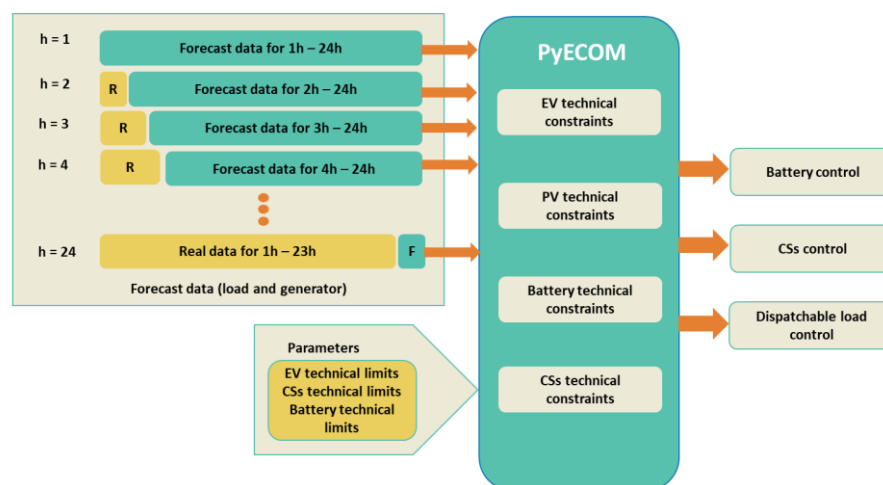 h = 1
Forecast data for 1h – 24h
h = 2
R
Forecast data for 2h – 24h
h = 3
R
Forecast data for 3h – 24h
h = 4
R
Forecast data for 4h – 24h
h = 24
Real data for 1h – 23h
F
Forecast data (load and generator)
Parameters
EV technical limits
CSs technical limits
Battery technical
limits
PyECOM
EV technical
constraints
PV technical
constraints
Battery technical
constraints
CSs technical
constraints
Battery control
CSs control
Dispatchable load
control